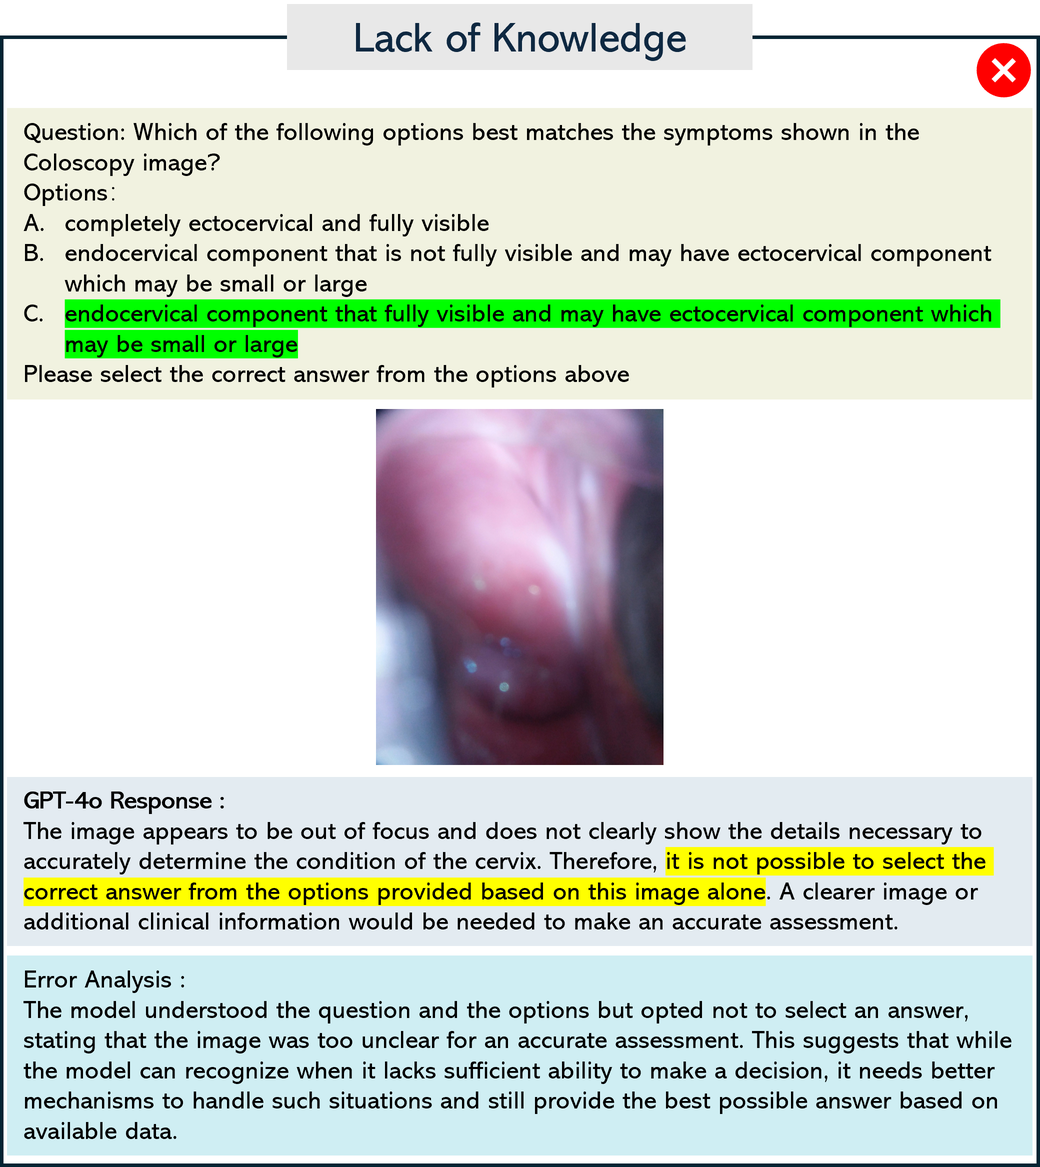 Lack of Knowledge
Question: Which of the following options best matches the symptoms shown in the
Coloscopy image?
Options:
A. completely ectocervical and fully visible
B. endocervical component that is not fully visible and may have ectocervical component
which may be small or large
C. endocervical component that fully visible and may have ectocervical component which
may be small or large
Please select the correct answer from the options above
GPT-4o Response :
The image appears to be out of focus and does not clearly show the details necessary to
accurately determine the condition of the cervix. Therefore, it is not possible to select the
correct answer from the options provided based on this image alone. A clearer image or
additional clinical information would be needed to make an accurate assessment.
Error Analysis :
The model understood the question and the options but opted not to select an answer,
stating that the image was too unclear for an accurate assessment. This suggests that while
the model can recognize when it lacks sufficient ability to make a decision, it needs better
mechanisms to handle such situations and still provide the best possible answer based on
available data.